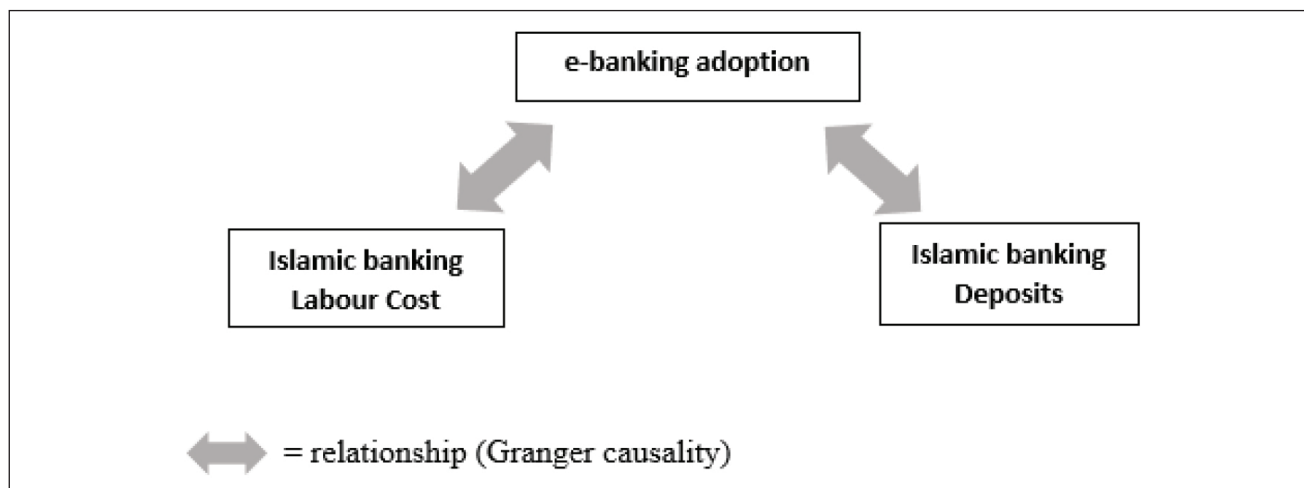 e-banking adoption
Islamic banking
Labour Cost
Islamic banking
Deposits
= relationship (Granger causality)